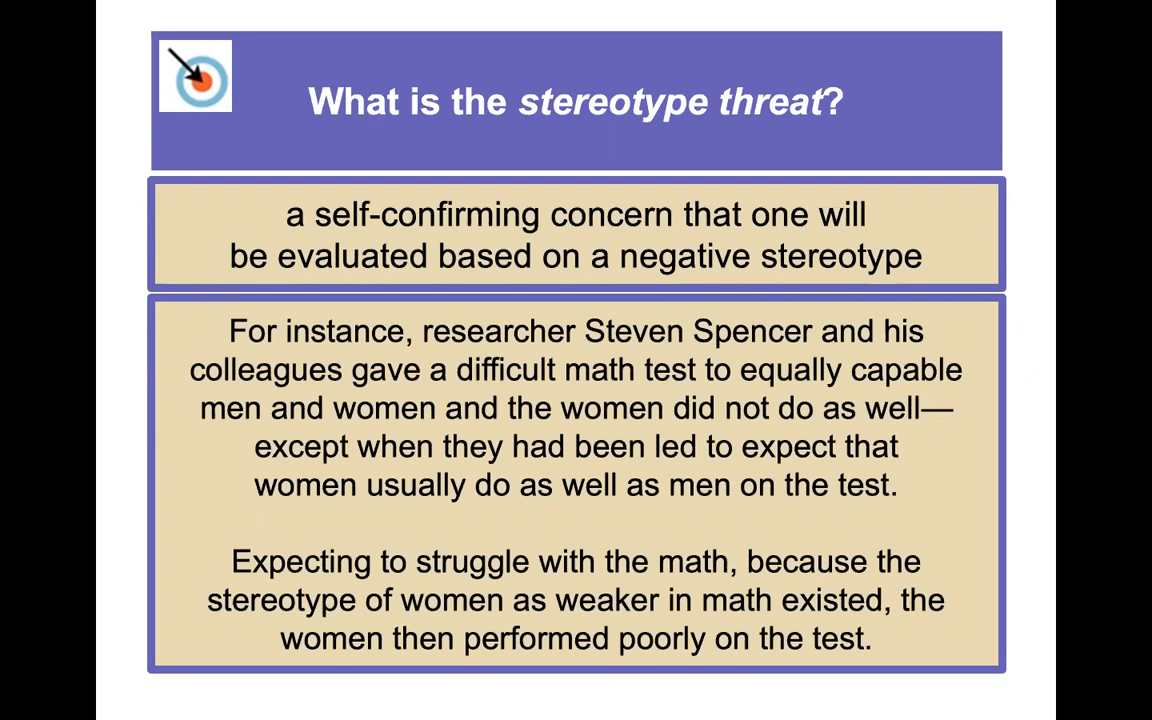 What is the stereotype threat?
a self-confirming concern that one will
be evaluated based on a negative stereotype
For instance, researcher Steven Spencer and his
colleagues gave a difficult math test to equally capable
men and women and the women did not do as well—
except when they had been led to expect that
women usually do as well as men on the test.
Expecting to struggle with the math, because the
stereotype of women as weaker in math existed, the
women then performed poorly on the test.